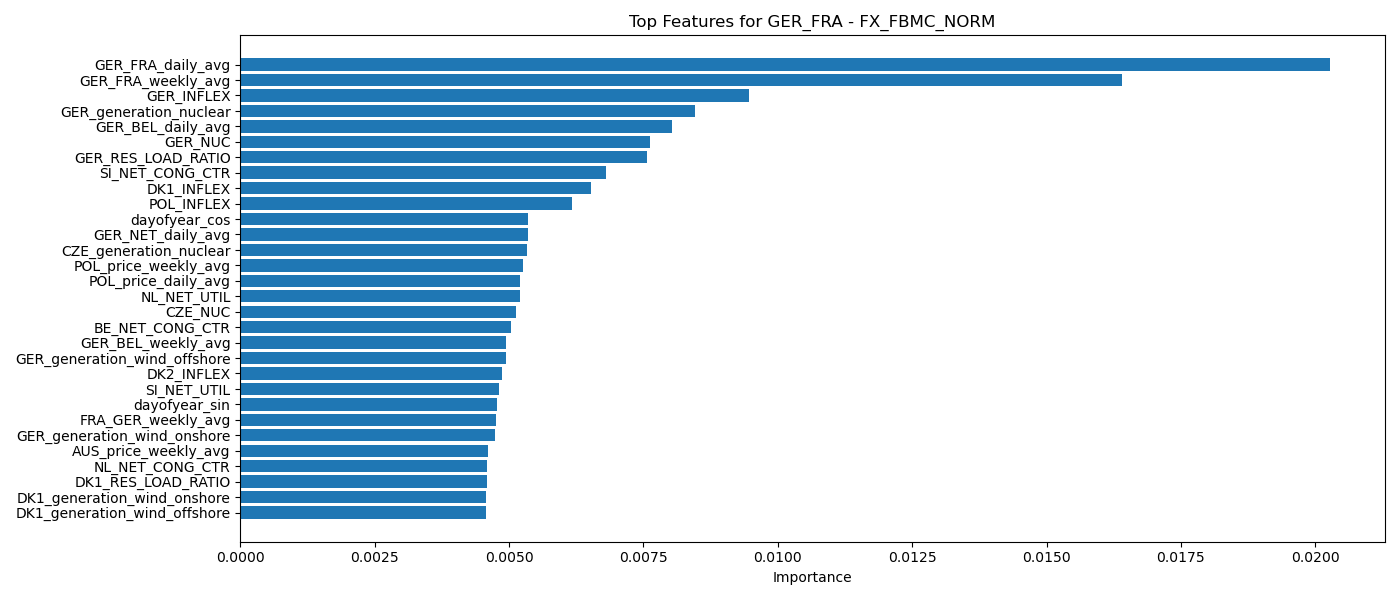 Top Features for GER_FRA - FX_FBMC_NORM
GER_FRA_daily_avg
GER_FRA_weekly_avg
GER_INFLEX
GER_generation_nuclear
GER_BEL_daily_avg
GER_NUC
GER_RES_LOAD_RATIO
SI_NET_CONG_CTR
DK1_INFLEX
POL_INFLEX
dayofyear_cos
GER_NET_daily_avg
CZE_generation_nuclear
POL_price_weekly_avg
POL_price_daily_avg
NL_NET_UTIL
CZE_NUC
BE_NET_CONG_CTR
GER_BEL_weekly_avg
GER_generation_wind_offshore
DK2_INFLEX
SI_NET_UTIL
dayofyear_sin
FRA_GER_weekly_avg
GER_generation_wind_onshore
AUS_price_weekly_avg
NL_NET_CONG_CTR
DK1_RES_LOAD_RATIO
DK1_generation_wind_onshore
DK1_generation_wind_offshore
0.0000 0.0025 0.0050 0.0075 0.0100 0.0125 0.0150 0.0175 0.0200
Importance